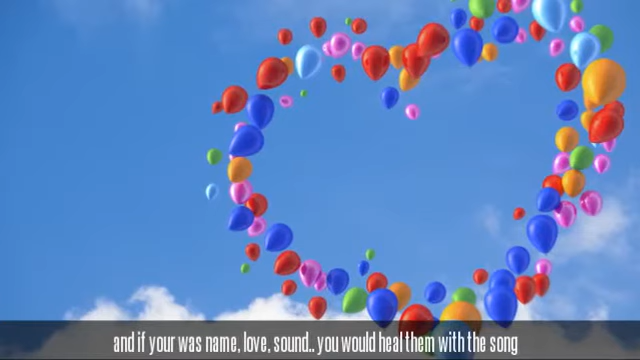 and if your was name, love, sound.. you would heal them with the song